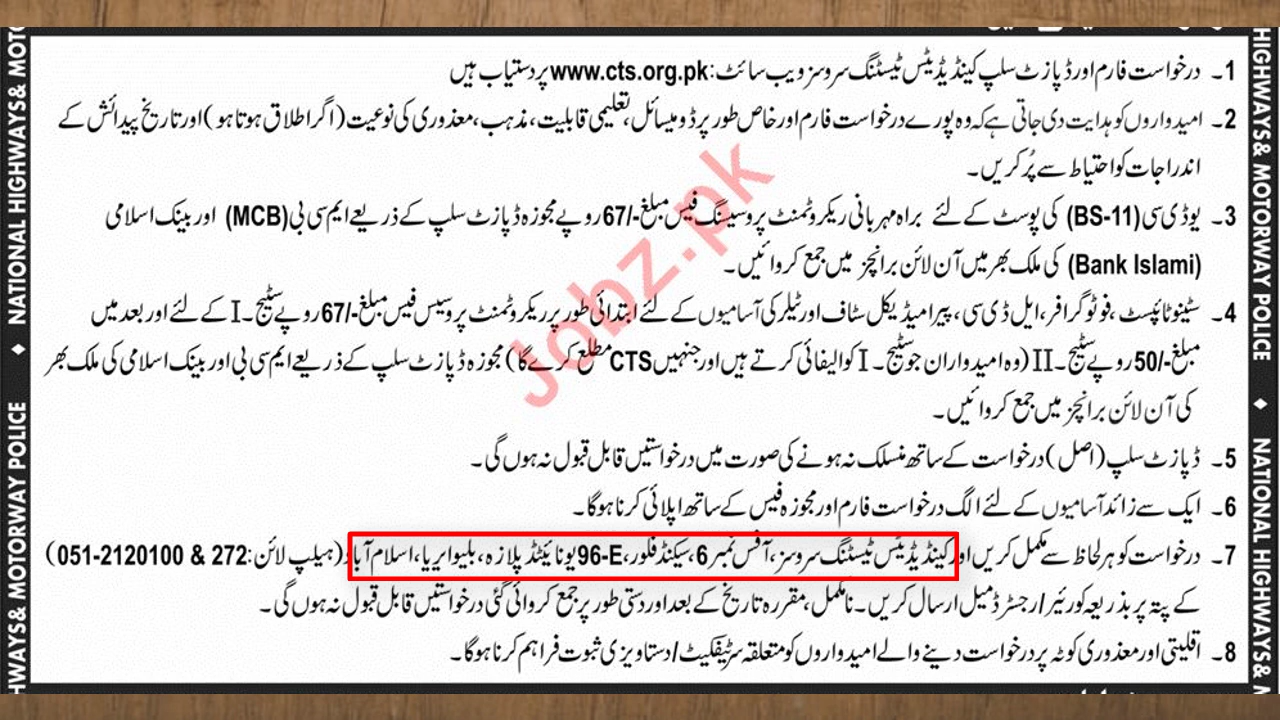 1۔ درخواست فارم اور ڈپازٹ سلپ کینڈیڈیٹس ٹیسٹنگ سروسز ویب سائٹ: www.cts.org.pk پر دستیاب ہیں
2۔ امیدواروں کو ہدایت دی جاتی ہے کہ وہ پورے درخواست فارم اور خاص طور پر ڈومیسائل، تعلیمی قابلیت، مذہب، معذوری کی نوعیت (اگر اطلاق ہوتا ہو) اور تاریخ پیدائش کے
اندراجات کو احتیاط سے پُر کریں۔
3۔ یو ڈی سی (BS-11) کی پوسٹ کے لئے براہ مہربانی ریکروٹمنٹ پروسیسنگ فیس مبلغ -/67 روپے مجوزہ ڈپازٹ سلپ کے ذریعے ایم سی بی (MCB) اور بینک اسلامی
(Bank Islami) کی ملک بھر میں آن لائن برانچز میں جمع کروائیں۔
4۔ سٹینو ٹائپسٹ، فوٹوگرافر، ایل ڈی سی، پیرا میڈیکل سٹاف اور ٹیلر کی آسامیوں کے لئے ابتدائی طور پر ریکروٹمنٹ پروسیس فیس مبلغ -/67 روپے سٹیج۔I کے لئے اور بعد میں
مبلغ -/50 روپے سٹیج۔II (وہ امیدواران جو سٹیج۔I کوالیفائی کرتے ہیں اور جنہیں CTS مطلع کرے گا) مجوزہ ڈپازٹ سلپ کے ذریعے ایم سی بی اور بینک اسلامی کی ملک بھر
کی آن لائن برانچز میں جمع کروائیں۔
5۔ ڈپازٹ سلپ (اصل) درخواست کے ساتھ منسلک نہ ہونے کی صورت میں درخواستیں قابل قبول نہ ہوں گی۔
6۔ ایک سے زائد آسامیوں کے لئے الگ درخواست فارم اور مجوزہ فیس کے ساتھ اپلائی کرنا ہوگا۔
7۔ درخواست کو ہر لحاظ سے مکمل کریں اور کینڈیڈیٹس ٹیسٹنگ سروسز، آفس نمبر 6، سیکنڈ فلور، 96-E یونائیٹڈ پلازہ، بلیو ایریا، اسلام آباد (ہیلپ لائن: 051-2120100 & 272)
کے پتہ پر بذریعہ کورئیر/رجسٹرڈ میل ارسال کریں۔ نامکمل، مقررہ تاریخ کے بعد اور دستی طور پر جمع کروائی گئی درخواستیں قابل قبول نہ ہوں گی۔
8۔ اقلیتی اور معذوری کوٹہ پر درخواست دینے والے امیدواروں کو متعلقہ سرٹیفکیٹ/دستاویزی ثبوت فراہم کرنا ہوگا۔
Jobz.pk
NATIONAL HIGHWAYS& MOTO
HWAYS& MOTORWAY POLICE
HIGHWAYS& MOTORWAY POLICE
NATIONAL HIGHWAYS& M